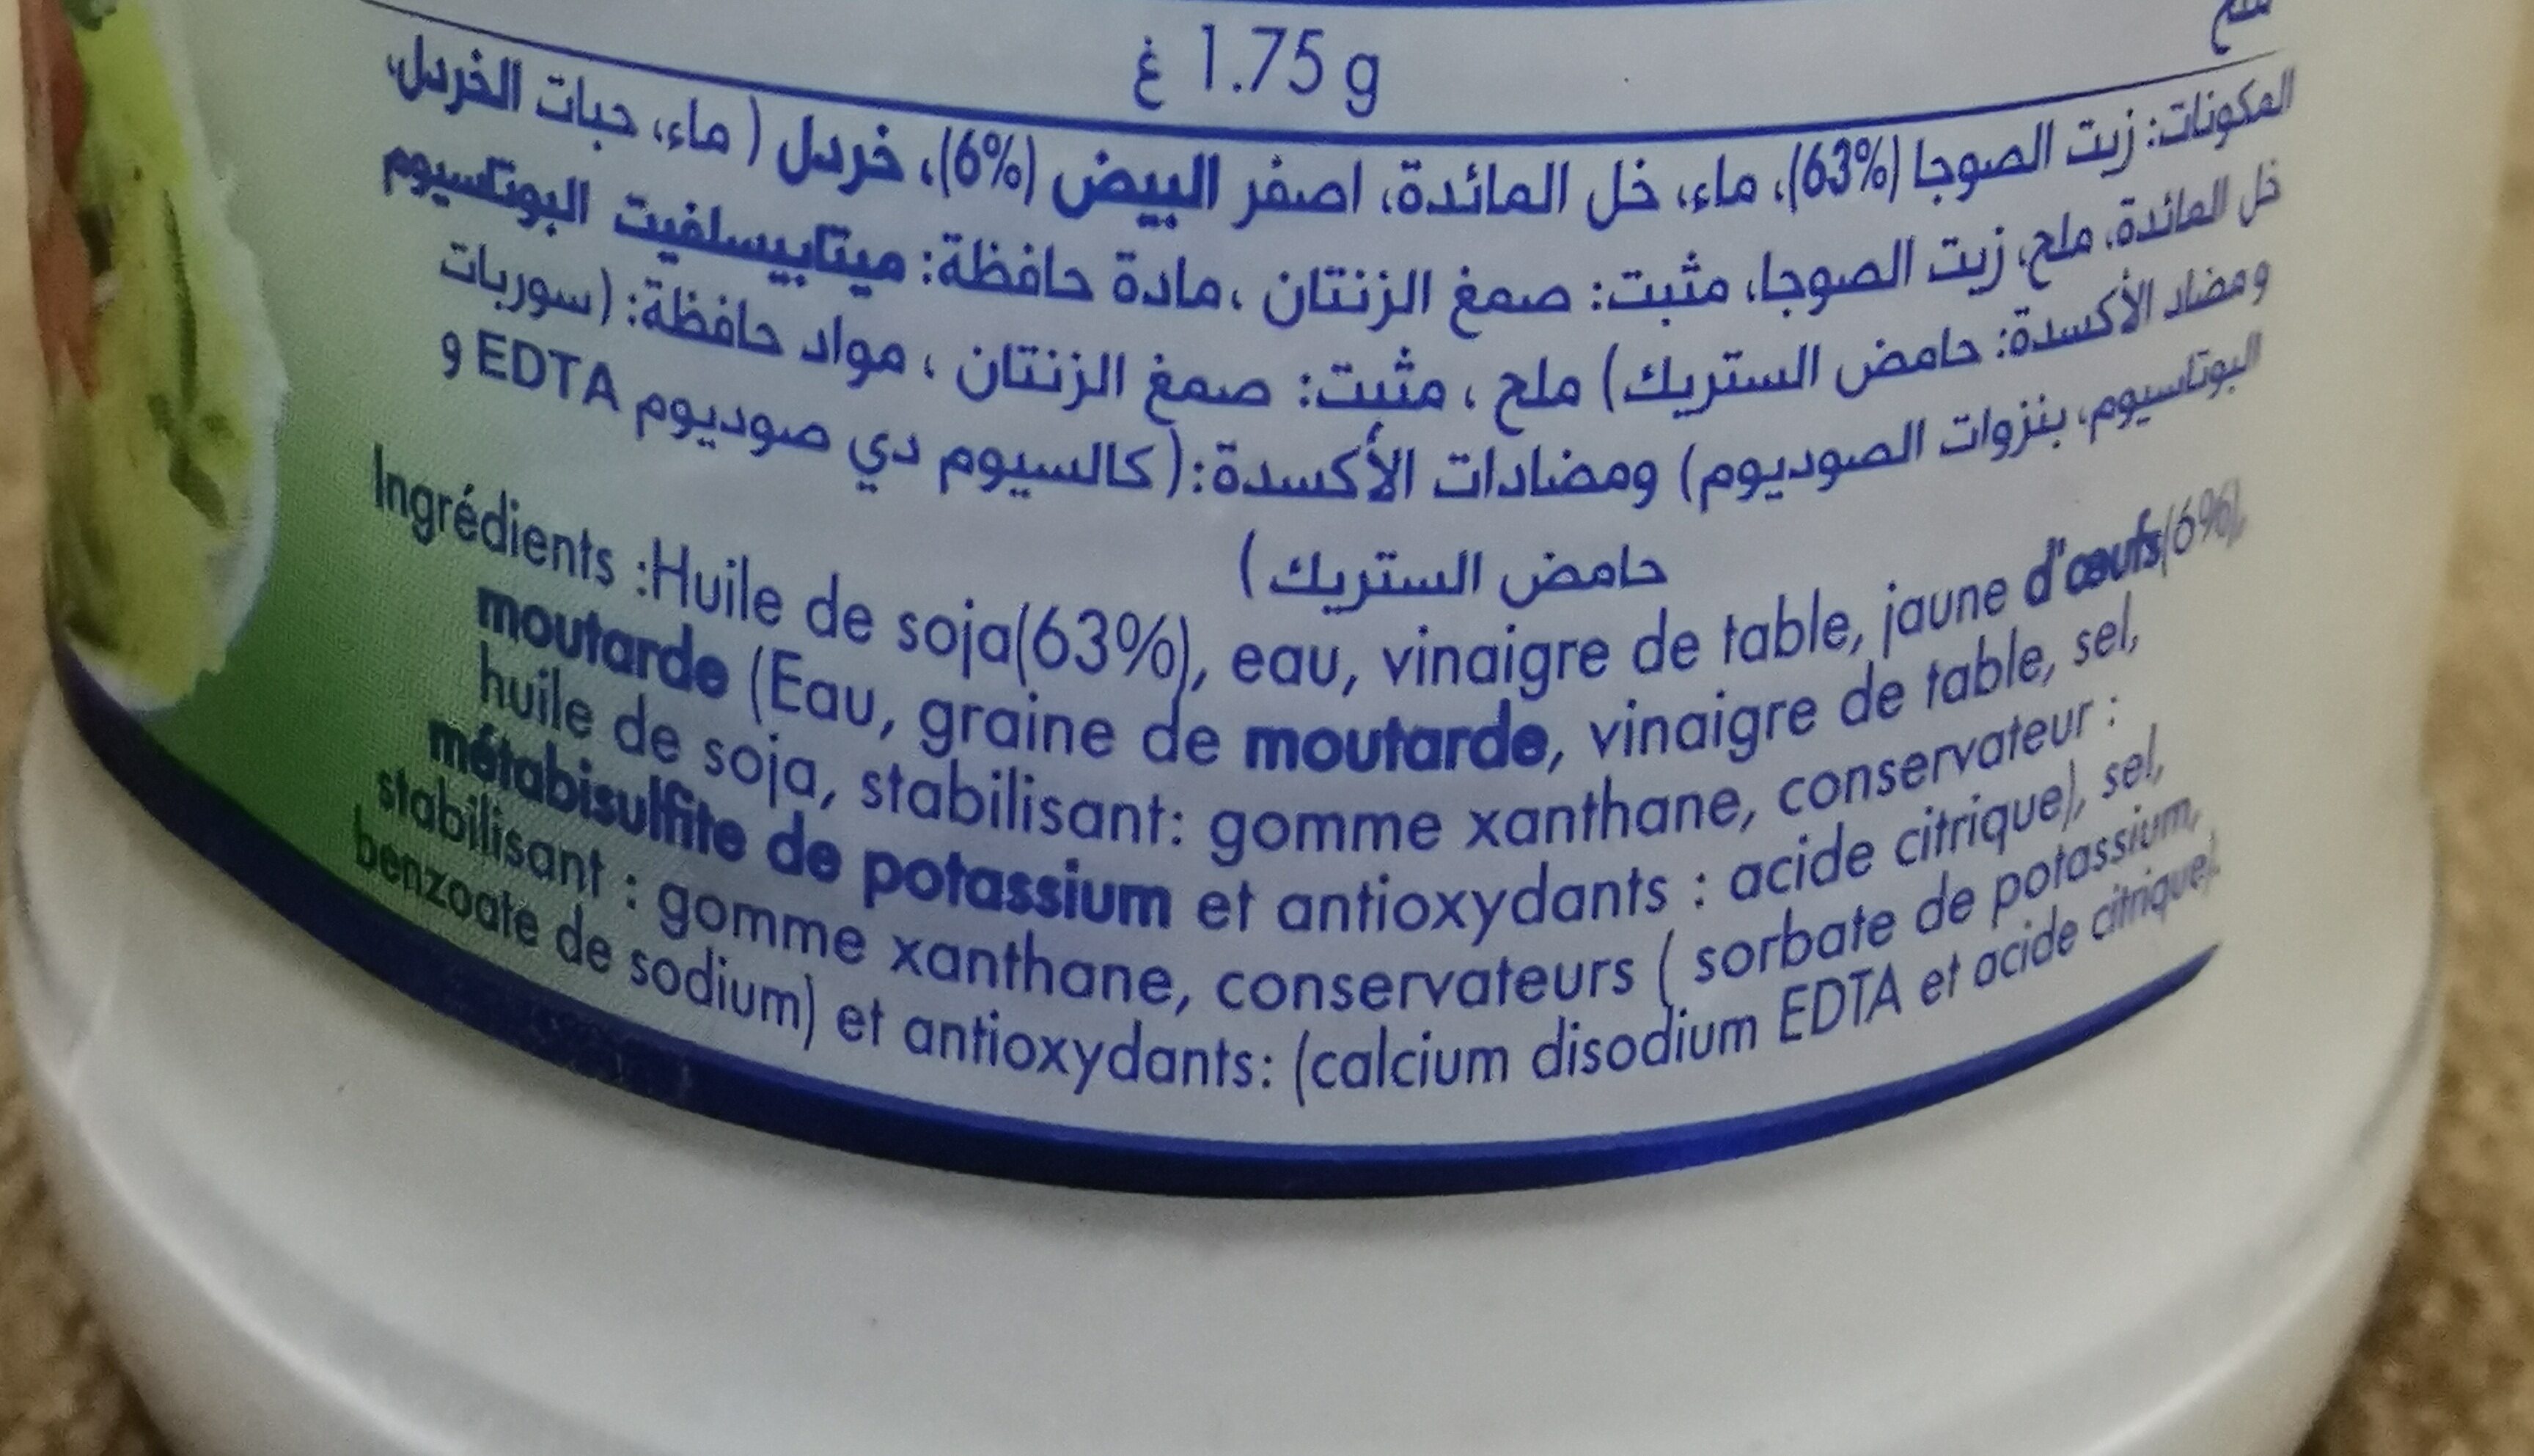 ملح
غ 1.75 g
المكونات: زيت الصوجا (63%)، ماء، خل المائدة، اصفر البيض (6%)، خردل ( ماء، حبات الخردل،
خل المائدة، ملح، زيت الصوجا، مثبت: صمغ الزنتان ،مادة حافظة: ميتابيسلفيت البوتاسيوم
ومضاد الأكسدة: حامض الستريك) ملح ، مثبت: صمغ الزنتان ، مواد حافظة: (سوربات
البوتاسيوم، بنزوات الصوديوم) ومضادات الأكسدة:( كالسيوم دي صوديوم EDTA و
حامض الستريك )
Ingrédients :Huile de soja(63%), eau, vinaigre de table, jaune d'œufs(6%),
moutarde (Eau, graine de moutarde, vinaigre de table, sel,
huile de soja, stabilisant: gomme xanthane, conservateur :
métabisulfite de potassium et antioxydants : acide citrique), sel,
stabilisant : gomme xanthane, conservateurs ( sorbate de potassium,
benzoate de sodium) et antioxydants: (calcium disodium EDTA et acide citrique).